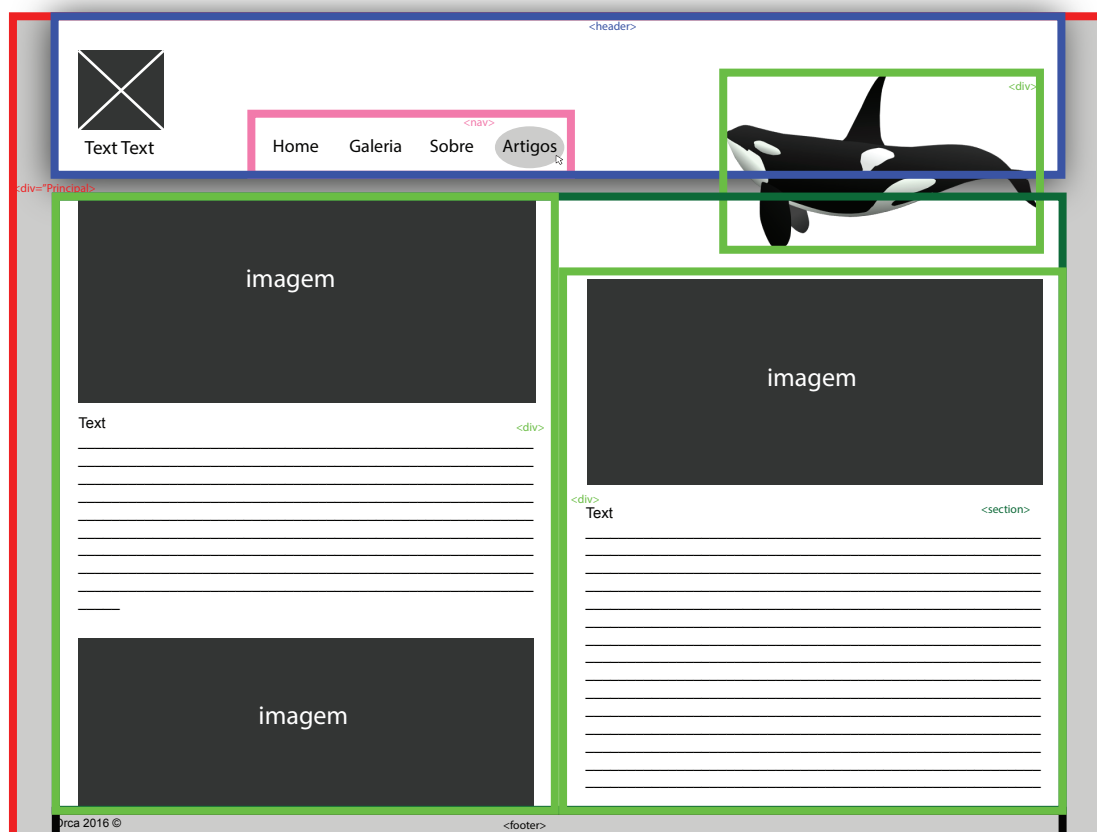 <header>
<div>
<nav>
Text Text
Home Galeria Sobre Artigos
<div="Principal>
imagem
imagem
Text
<div>
<div>
Text
<section>
imagem
Orca 2016 ©
<footer>